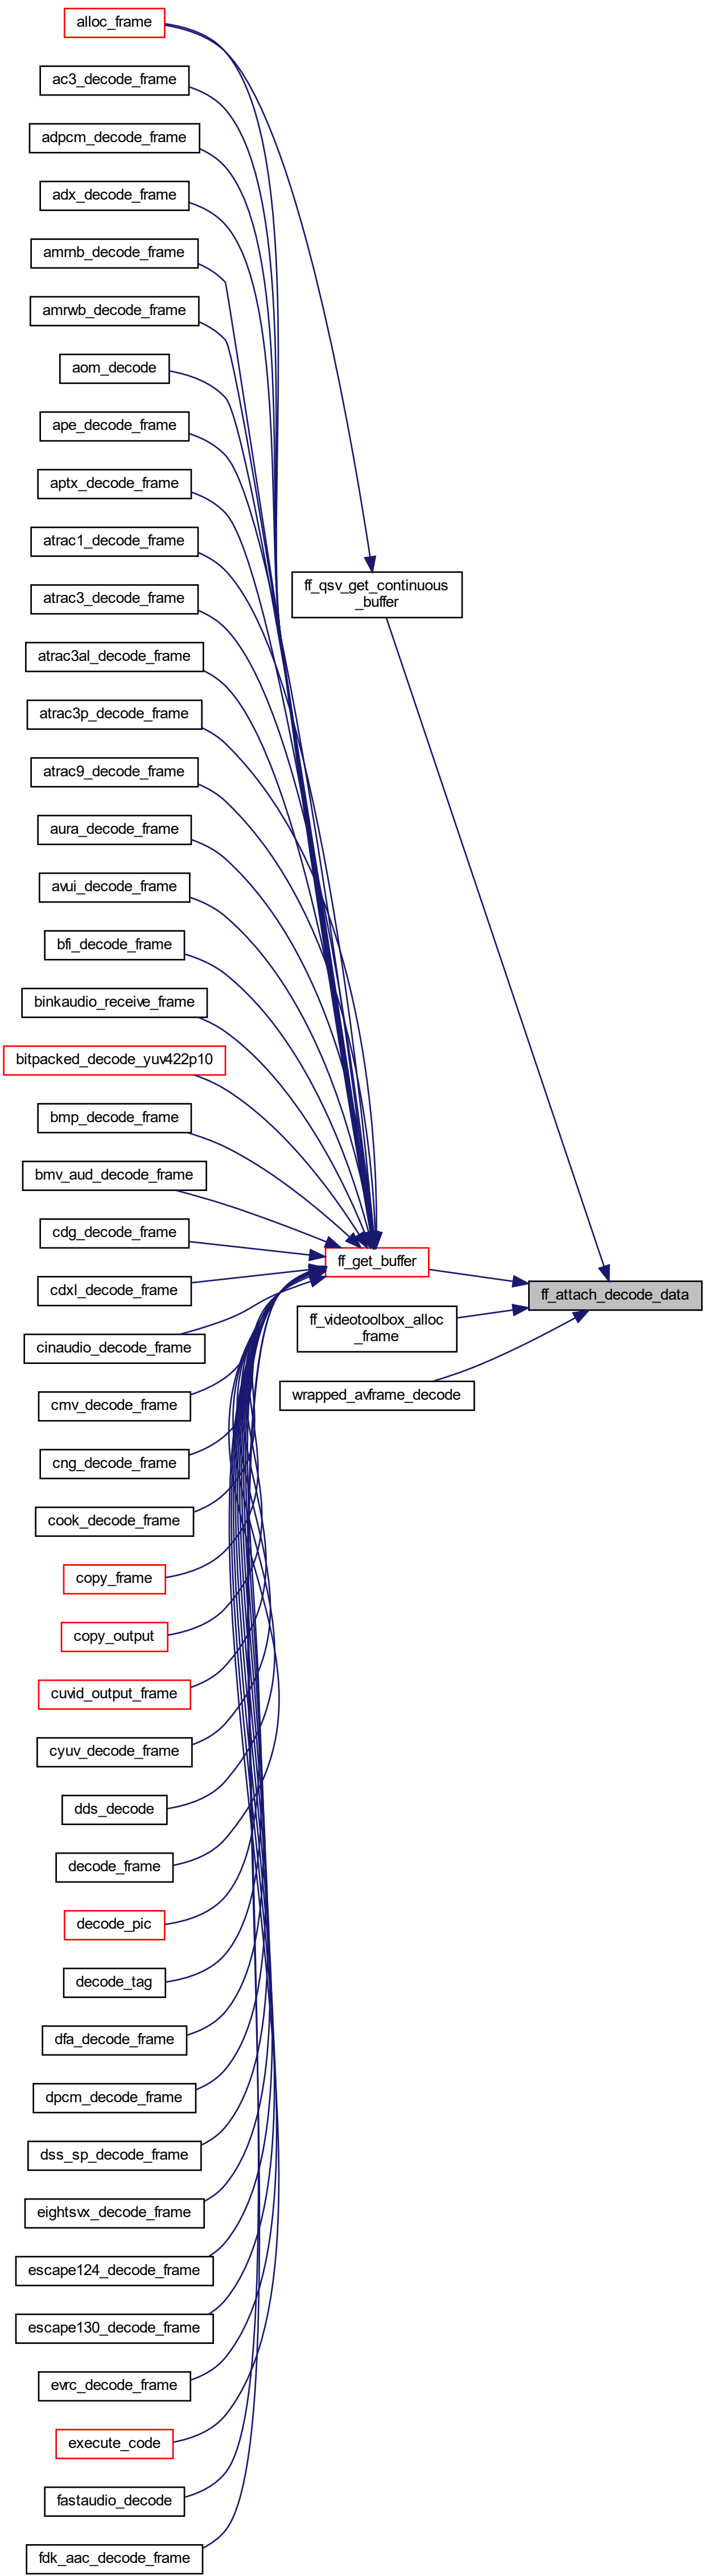 alloc_frame
ac3_decode_frame
adpcm_decode_frame
adx_decode_frame
amrnb_decode_frame
amrwb_decode_frame
aom_decode
ape_decode_frame
aptx_decode_frame
atrac1_decode_frame
atrac3_decode_frame
atrac3al_decode_frame
atrac3p_decode_frame
atrac9_decode_frame
aura_decode_frame
avui_decode_frame
bfi_decode_frame
binkaudio_receive_frame
bitpacked_decode_yuv422p10
bmp_decode_frame
bmv_aud_decode_frame
cdg_decode_frame
cdxl_decode_frame
cinaudio_decode_frame
cmv_decode_frame
cng_decode_frame
cook_decode_frame
copy_frame
copy_output
cuvid_output_frame
cyuv_decode_frame
dds_decode
decode_frame
decode_pic
decode_tag
dfa_decode_frame
dpcm_decode_frame
dss_sp_decode_frame
eightsvx_decode_frame
escape124_decode_frame
escape130_decode_frame
evrc_decode_frame
execute_code
fastaudio_decode
fdk_aac_decode_frame
ff_qsv_get_continuous
_buffer
ff_get_buffer
ff_videotoolbox_alloc
_frame
wrapped_avframe_decode
ff_attach_decode_data